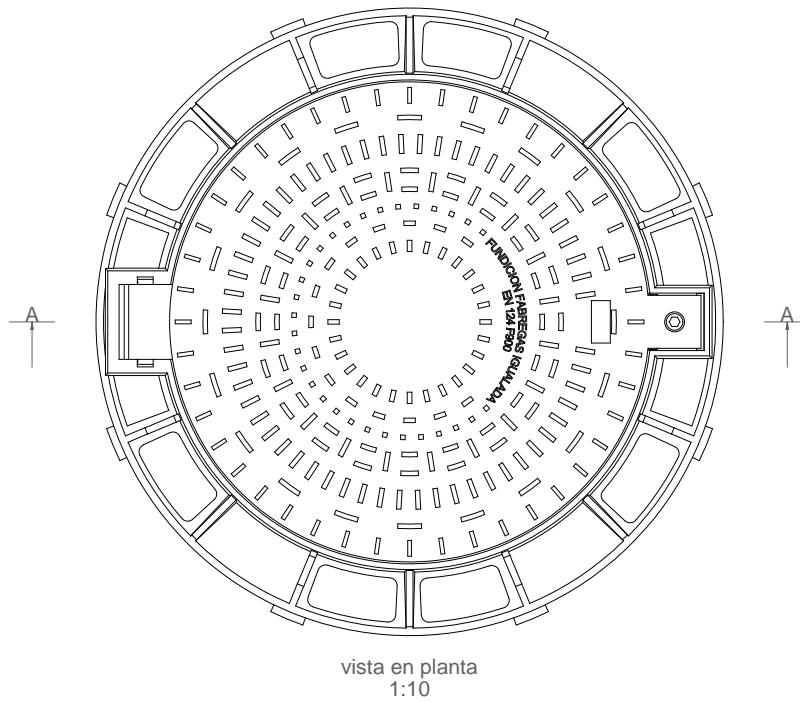 FUNDICION FABREGAS IGUALADA
EN 124 F900
A
A
vista en planta
1:10